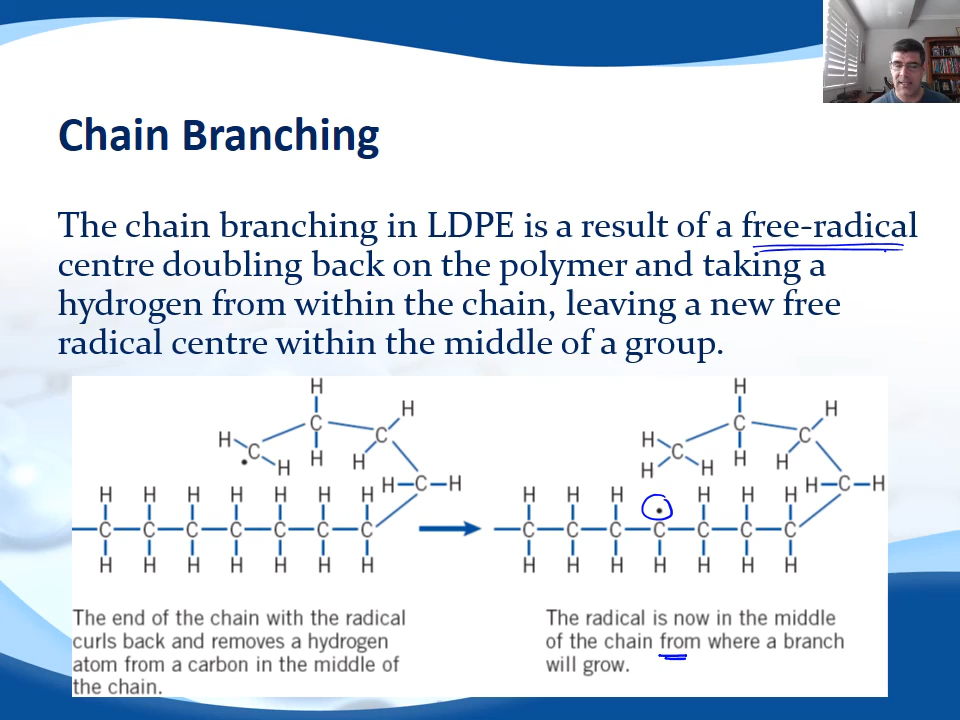 Chain Branching
The chain branching in LDPE is a result of a free-radical
centre doubling back on the polymer and taking a
hydrogen from within the chain, leaving a new free
radical centre within the middle of a group.
H H
H H
H C C H H C C H
C H H C H H
H H H H
H H H H H H H H–C–H H H H H H H H–C–H
C C C C C C C C C C C C C C
H H H H H H H H H H H H H H
The end of the chain with the radical
curls back and removes a hydrogen
atom from a carbon in the middle of
the chain.
The radical is now in the middle
of the chain from where a branch
will grow.